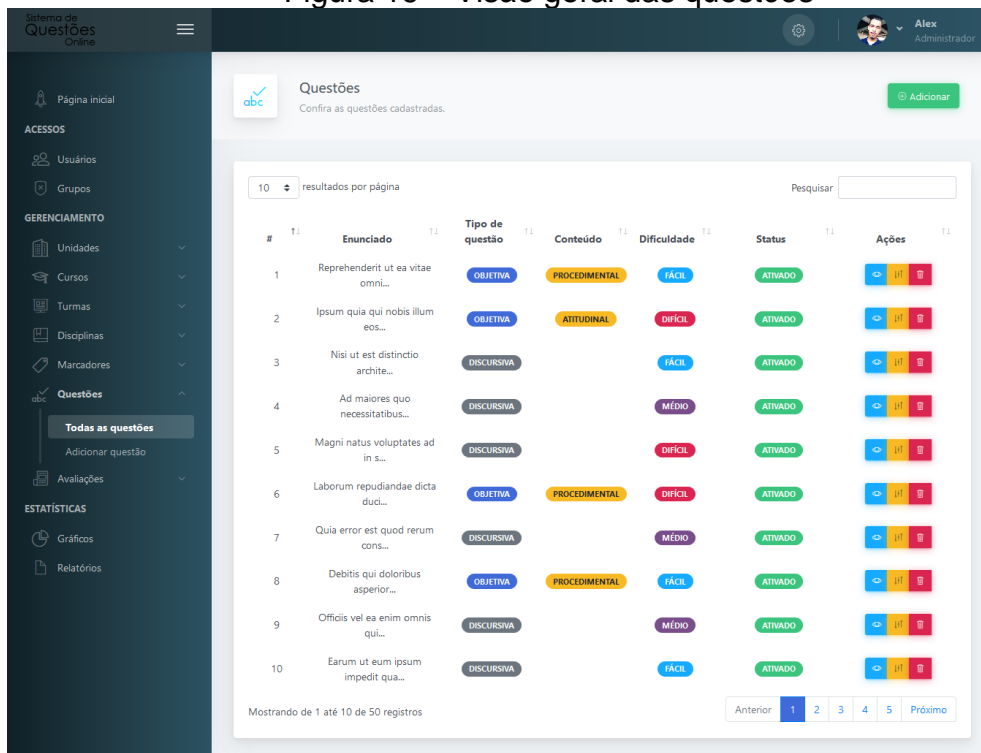 Sistema de
Questões
Online
Alex
Administrador
Página inicial
ACESSOS
Usuários
Grupos
GERENCIAMENTO
Unidades
Cursos
Turmas
Disciplinas
Marcadores
abc
Questões
Todas as questões
Adicionar questão
Avaliações
ESTATÍSTICAS
Gráficos
Relatórios
abc
Questões
Confira as questões cadastradas.
Adicionar
10 resultados por página
Pesquisar
# Enunciado Tipo de questão Conteúdo Dificuldade Status Ações
1 Reprehenderit ut ea vitae omni... OBJETIVA PROCEDIMENTAL FÁCIL ATIVADO
2 Ipsum quia qui nobis illum eos... OBJETIVA ATITUDINAL DIFÍCIL ATIVADO
3 Nisi ut est distinctio archite... DISCURSIVA FÁCIL ATIVADO
4 Ad maiores quo necessitatibus... DISCURSIVA MÉDIO ATIVADO
5 Magni natus voluptates ad in s... DISCURSIVA DIFÍCIL ATIVADO
6 Laborum repudiandae dicta duci... OBJETIVA PROCEDIMENTAL DIFÍCIL ATIVADO
7 Quia error est quod rerum cons... DISCURSIVA MÉDIO ATIVADO
8 Debitis qui doloribus asperior... OBJETIVA PROCEDIMENTAL FÁCIL ATIVADO
9 Officiis vel ea enim omnis qui... DISCURSIVA MÉDIO ATIVADO
10 Earum ut eum ipsum impedit qua... DISCURSIVA FÁCIL ATIVADO
Mostrando de 1 até 10 de 50 registros
Anterior 1 2 3 4 5 Próximo